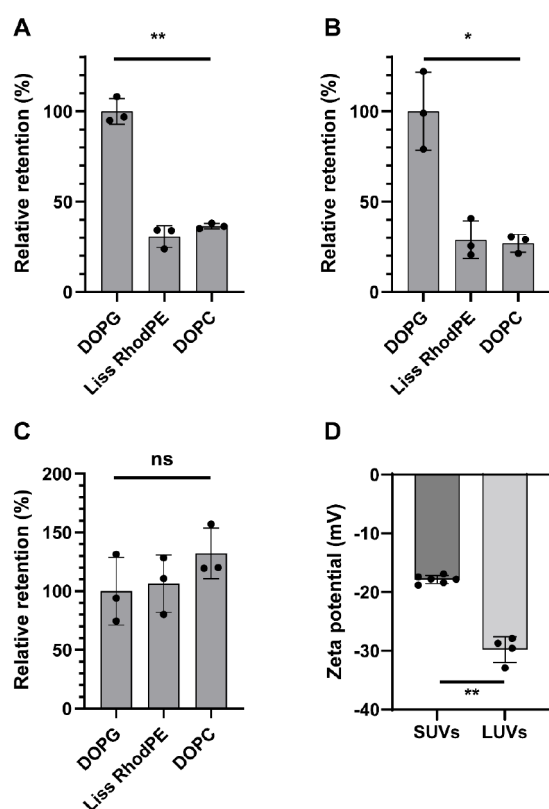 A
Relative retention (%)
100
50
0
**
DOPG
Liss RhodPE
DOPC
B
Relative retention (%)
100
50
0
*
DOPG
Liss RhodPE
DOPC
C
Relative retention (%)
200
150
100
50
0
ns
DOPG
Liss RhodPE
DOPC
D
Zeta potential (mV)
0
-10
-20
-30
-40
**
SUVs
LUVs